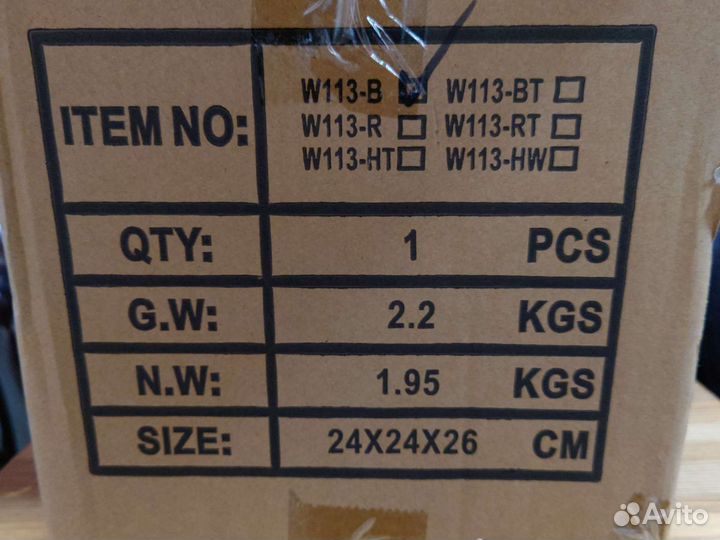 ITEM NO:
W113-B W113-BT
W113-R W113-RT
W113-HT W113-HW
QTY: 1 PCS
G.W: 2.2 KGS
N.W: 1.95 KGS
SIZE: 24X24X26 CM
Avito